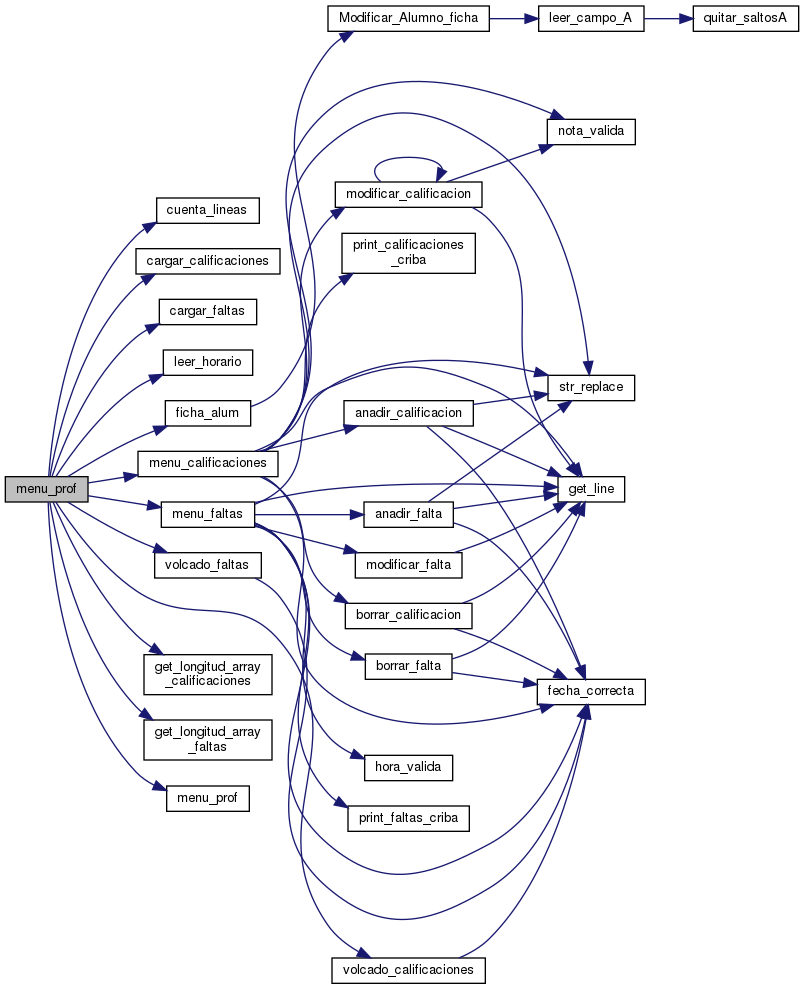 Modificar_Alumno_ficha
leer_campo_A
quitar_saltosA
nota_valida
modificar_calificacion
cuenta_lineas
print_calificaciones
_criba
cargar_calificaciones
cargar_faltas
leer_horario
str_replace
ficha_alum
anadir_calificacion
menu_calificaciones
menu_prof
get_line
menu_faltas
anadir_falta
volcado_faltas
modificar_falta
borrar_calificacion
get_longitud_array
_calificaciones
borrar_falta
fecha_correcta
get_longitud_array
_faltas
hora_valida
menu_prof
print_faltas_criba
volcado_calificaciones